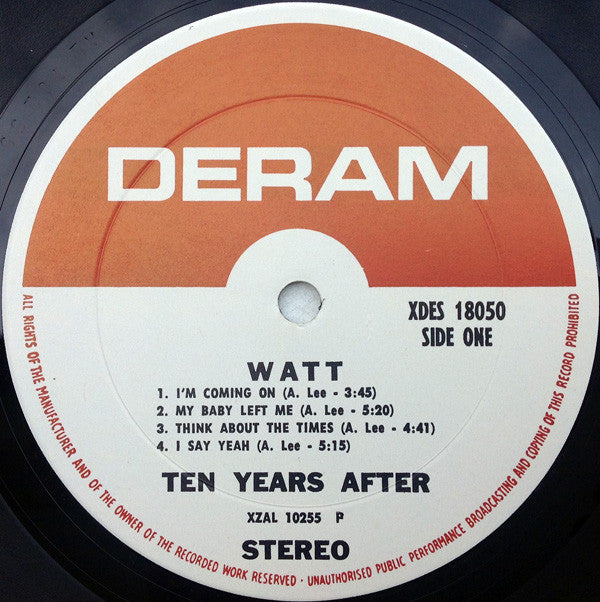 DERAM
XDES 18050
SIDE ONE
WATT
1. I'M COMING ON (A. Lee - 3:45)
2. MY BABY LEFT ME (A. Lee - 5:20)
3. THINK ABOUT THE TIMES (A. Lee - 4:41)
4. I SAY YEAH (A. Lee - 5:15)
TEN YEARS AFTER
XZAL 10255 P
STEREO
ALL RIGHTS OF THE MANUFACTURER AND OF THE OWNER OF THE RECORDED WORK RESERVED · UNAUTHORISED PUBLIC PERFORMANCE BROADCASTING AND COPYING OF THIS RECORD PROHIBITED